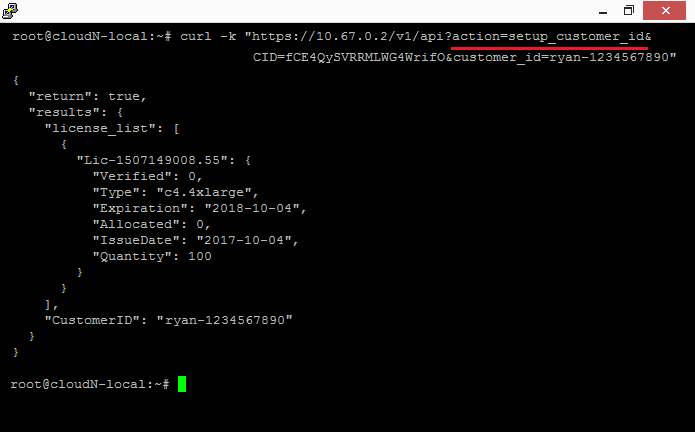 root@cloudN-local:~# curl -k "https://10.67.0.2/v1/api?action=setup_customer_id&
CID=fCE4QySVRRMLWG4WrifO&customer_id=ryan-1234567890"
{
  "return": true,
  "results": {
    "license_list": [
      {
        "Lic-1507149008.55": {
          "Verified": 0,
          "Type": "c4.4xlarge",
          "Expiration": "2018-10-04",
          "Allocated": 0,
          "IssueDate": "2017-10-04",
          "Quantity": 100
        }
      }
    ],
    "CustomerID": "ryan-1234567890"
  }
}
root@cloudN-local:~#